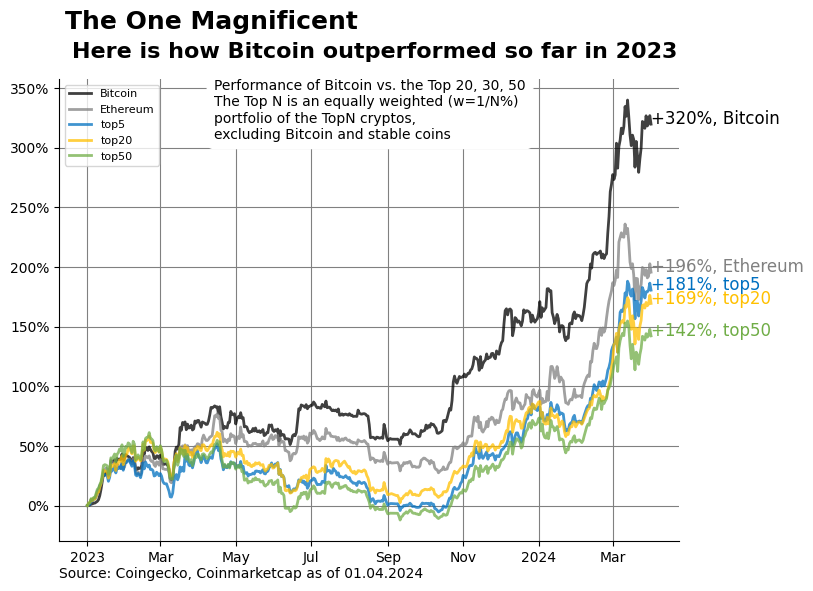 The One Magnificent
Here is how Bitcoin outperformed so far in 2023
350%
300%
250%
200%
150%
100%
50%
0%
Bitcoin
Ethereum
top5
top20
top50
Performance of Bitcoin vs. the Top 20, 30, 50
The Top N is an equally weighted (w=1/N%)
portfolio of the TopN cryptos,
excluding Bitcoin and stable coins
+320%, Bitcoin
+196%, Ethereum
+181%, top5
+169%, top20
+142%, top50
2023 Mar May Jul Sep Nov 2024 Mar
Source: Coingecko, Coinmarketcap as of 01.04.2024